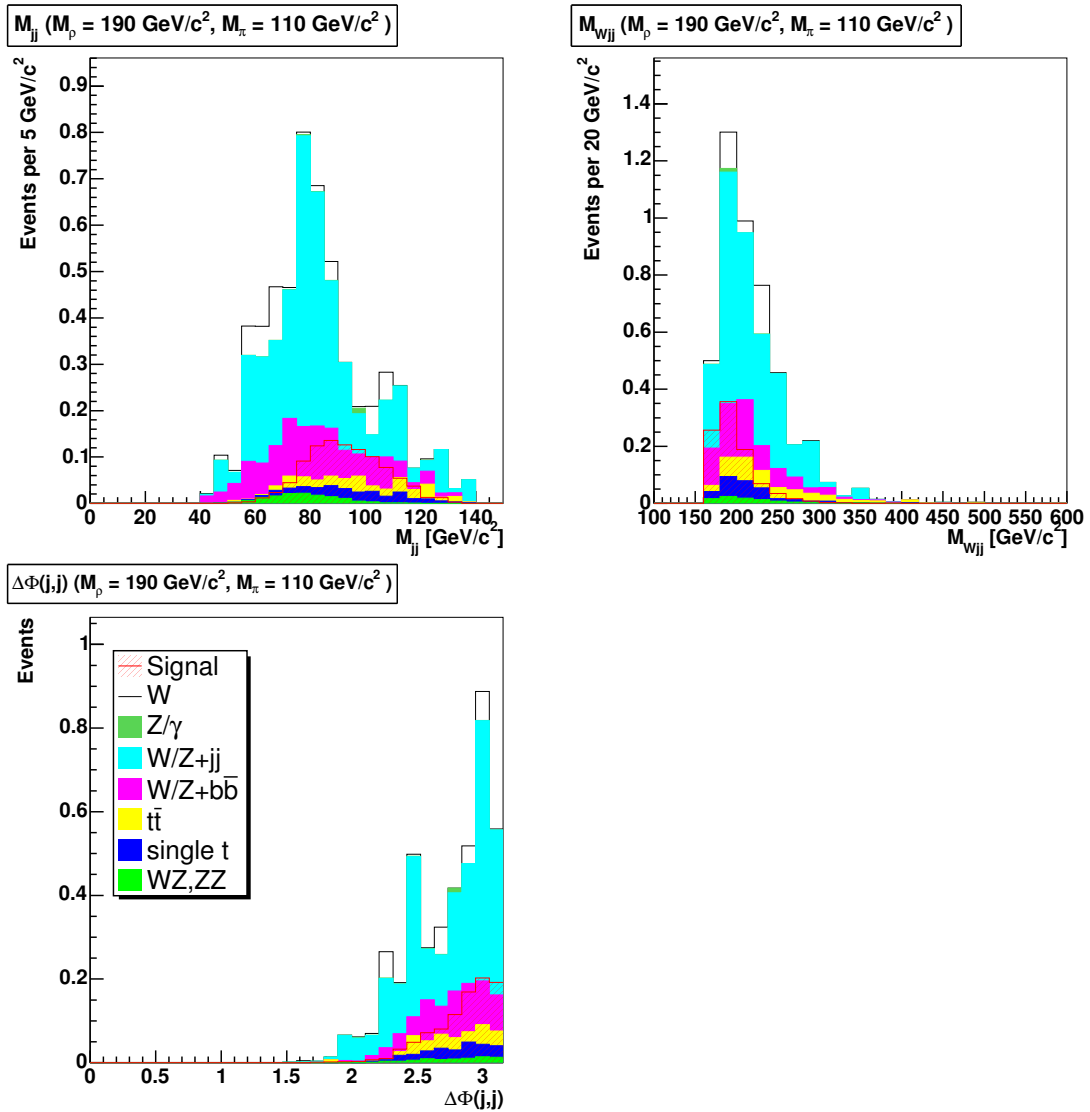 M_jj (M_ρ = 190 GeV/c², M_π = 110 GeV/c² )
Events per 5 GeV/c²
0.9
0.8
0.7
0.6
0.5
0.4
0.3
0.2
0.1
0
0 20 40 60 80 100 120 140
M_jj [GeV/c²]
M_Wjj (M_ρ = 190 GeV/c², M_π = 110 GeV/c² )
Events per 20 GeV/c²
1.4
1.2
1
0.8
0.6
0.4
0.2
0
100 150 200 250 300 350 400 450 500 550 600
M_Wjj [GeV/c²]
ΔΦ(j,j) (M_ρ = 190 GeV/c², M_π = 110 GeV/c² )
Events
1
0.8
0.6
0.4
0.2
0
Signal
W
Z/γ
W/Z+jj
W/Z+bb̄
tt̄
single t
WZ,ZZ
0 0.5 1 1.5 2 2.5 3
ΔΦ(j,j)